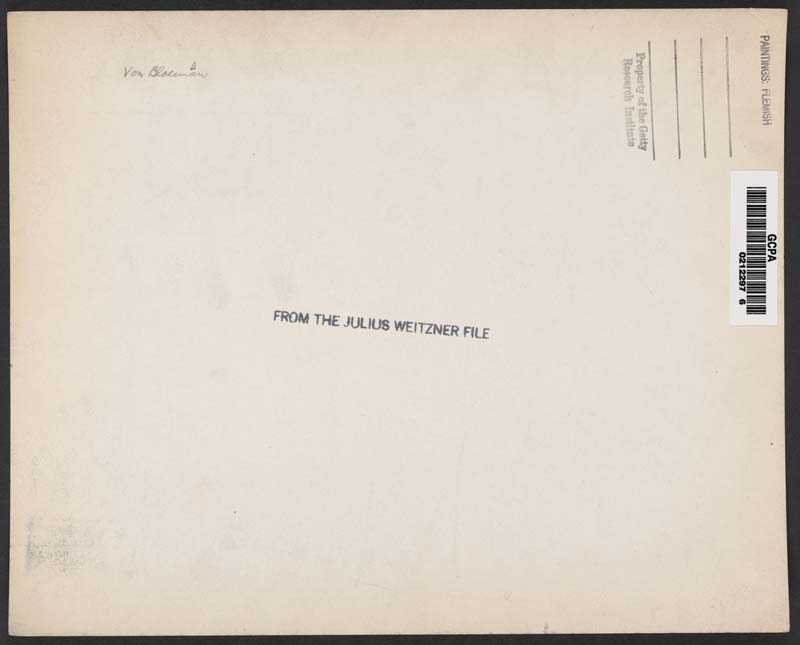 Von Bloemen
Property of the Getty
Research Institute
PAINTINGS: FLEMISH
GCPA
0212297 6
FROM THE JULIUS WEITZNER FILE